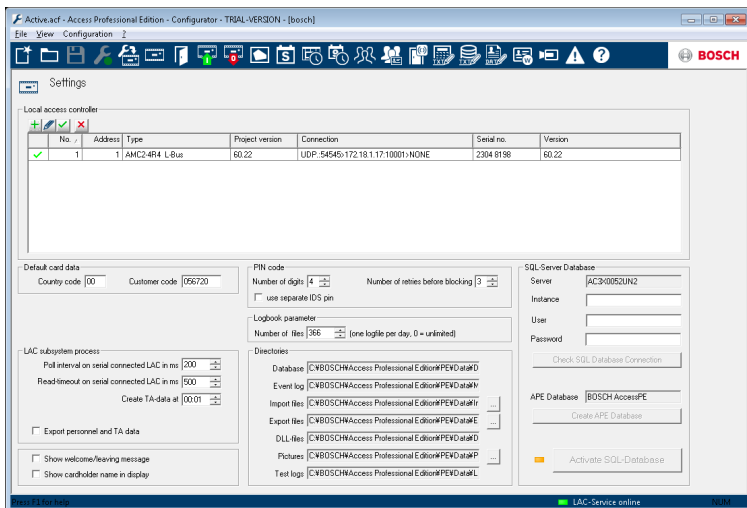 Active.acf - Access Professional Edition - Configurator - TRIAL-VERSION - [bosch]
File View Configuration ?
BOSCH
Settings
Local access controller
No. / Address Type Project version Connection Serial no. Version
1 1 AMC2-4R4 L-Bus 60.22 UDP.:54545>172.18.1.17:10001>NONE 2304 8198 60.22
Default card data
Country code 00 Customer code 056720
PIN code
Number of digits 4 Number of retries before blocking 3
use separate IDS pin
Logbook parameter
Number of files 366 (one logfile per day, 0 = unlimited)
LAC subsystem process
Poll interval on serial connected LAC in ms 200
Read-timeout on serial connected LAC in ms 500
Create TA-data at 00:01
Export personnel and TA data
Show welcome/leaving message
Show cardholder name in display
Directories
Database C:¥BOSCH¥Access Professional Edition¥PE¥Data¥D
Event log C:¥BOSCH¥Access Professional Edition¥PE¥Data¥M
Import files C:¥BOSCH¥Access Professional Edition¥PE¥Data¥Ir ...
Export files C:¥BOSCH¥Access Professional Edition¥PE¥Data¥E ...
DLL-files C:¥BOSCH¥Access Professional Edition¥PE¥Data¥D
Pictures C:¥BOSCH¥Access Professional Edition¥PE¥Data¥P ...
Test logs C:¥BOSCH¥Access Professional Edition¥PE¥Data¥L
SQL-Server Database
Server AC3X0052UN2
Instance
User
Password
Check SQL Database Connection
APE Database BOSCH AccessPE
Create APE Database
Activate SQL-Database
Press F1 for help LAC-Service online NUM